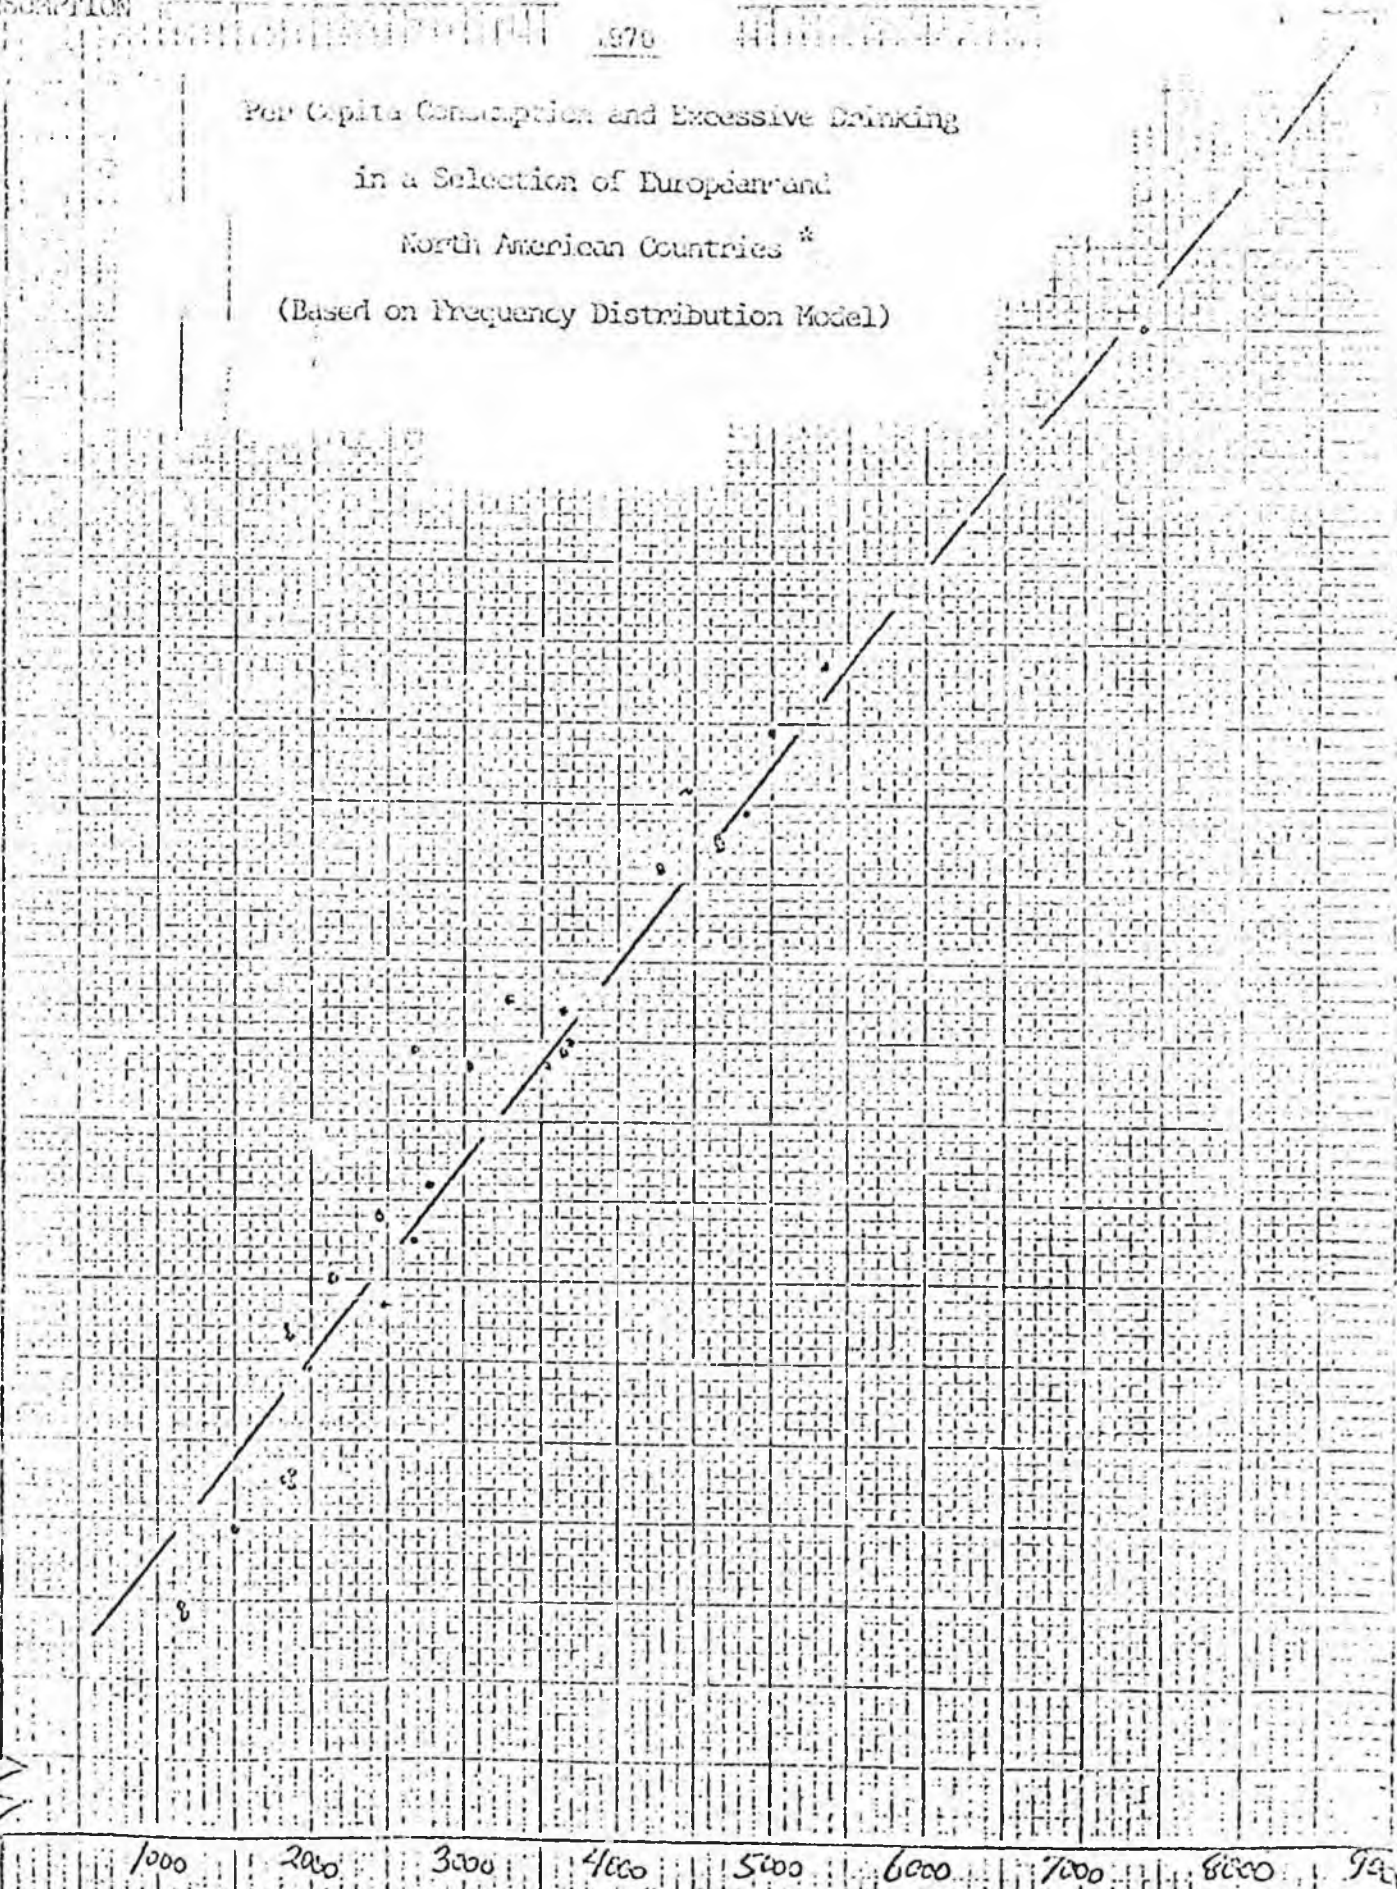 1970
Per Capita Consumption and Excessive Drinking
in a Selection of European and
North American Countries *
(Based on Frequency Distribution Model)
1000 2000 3000 4000 5000 6000 7000 8000